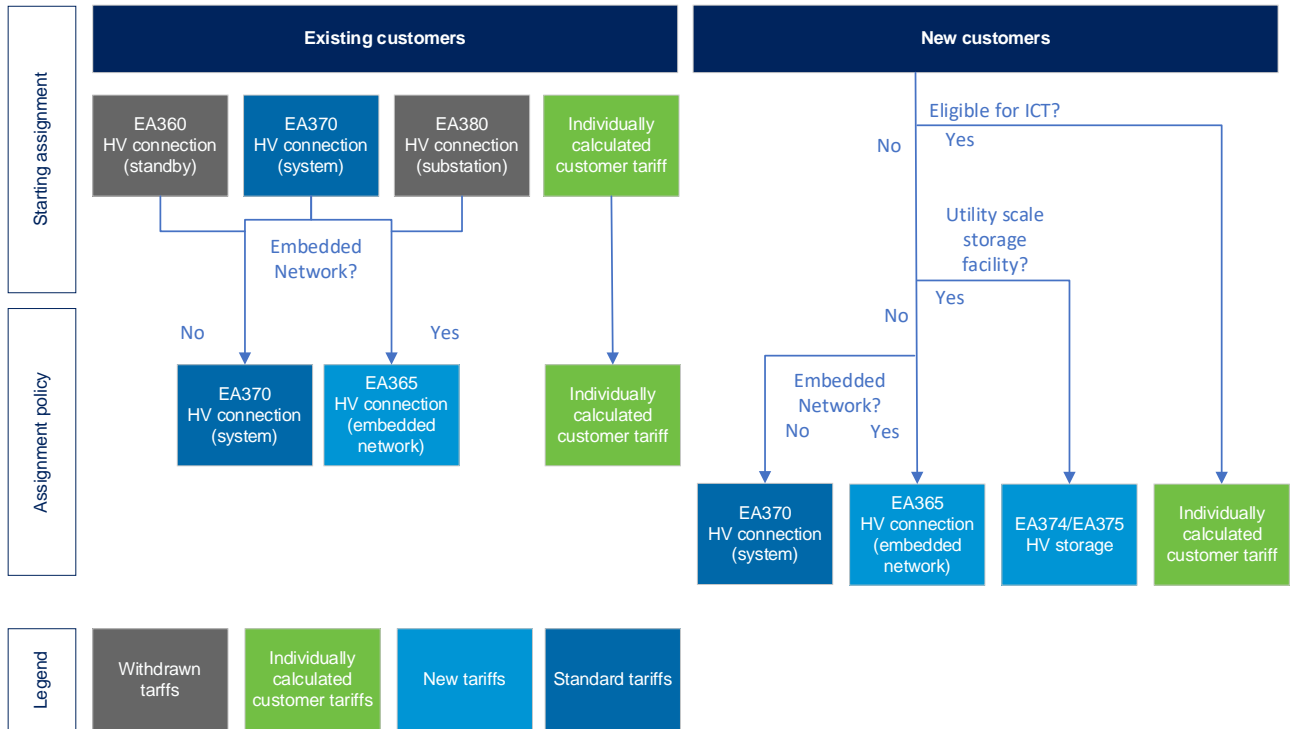 Starting assignment
Existing customers
EA360
HV connection
(standby)
EA370
HV connection
(system)
EA380
HV connection
(substation)
Individually
calculated
customer tariff
Embedded
Network?
No
Yes
New customers
Eligible for ICT?
No
Yes
Utility scale
storage
facility?
Yes
No
Assignment policy
EA370
HV connection
(system)
EA365
HV connection
(embedded
network)
Individually
calculated
customer tariff
Embedded
Network?
No
Yes
EA370
HV connection
(system)
EA365
HV connection
(embedded
network)
EA374/EA375
HV storage
Individually
calculated
customer tariff
Legend
Withdrawn
tarffs
Individually
calculated
customer tariffs
New tariffs
Standard tariffs